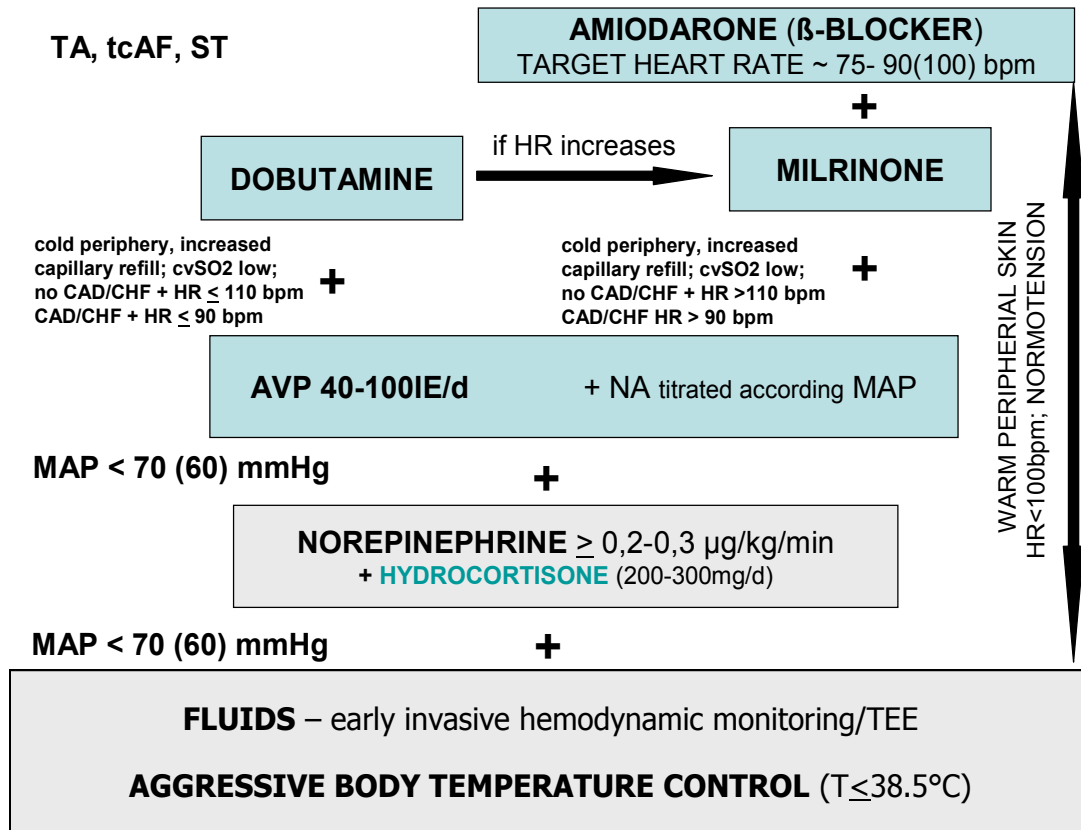 TA, tcAF, ST
AMIODARONE (ß-BLOCKER)
TARGET HEART RATE ~ 75- 90(100) bpm
+
if HR increases
DOBUTAMINE
MILRINONE
cold periphery, increased
capillary refill; cvSO2 low;
no CAD/CHF + HR < 110 bpm
CAD/CHF + HR < 90 bpm
+
cold periphery, increased
capillary refill; cvSO2 low;
no CAD/CHF + HR >110 bpm
CAD/CHF HR > 90 bpm
+
AVP 40-100IE/d + NA titrated according MAP
MAP < 70 (60) mmHg
+
NOREPINEPHRINE > 0,2-0,3 µg/kg/min
+ HYDROCORTISONE (200-300mg/d)
MAP < 70 (60) mmHg
+
FLUIDS – early invasive hemodynamic monitoring/TEE
AGGRESSIVE BODY TEMPERATURE CONTROL (T<38.5°C)
WARM PERIPHERIAL SKIN
HR<100bpm; NORMOTENSION